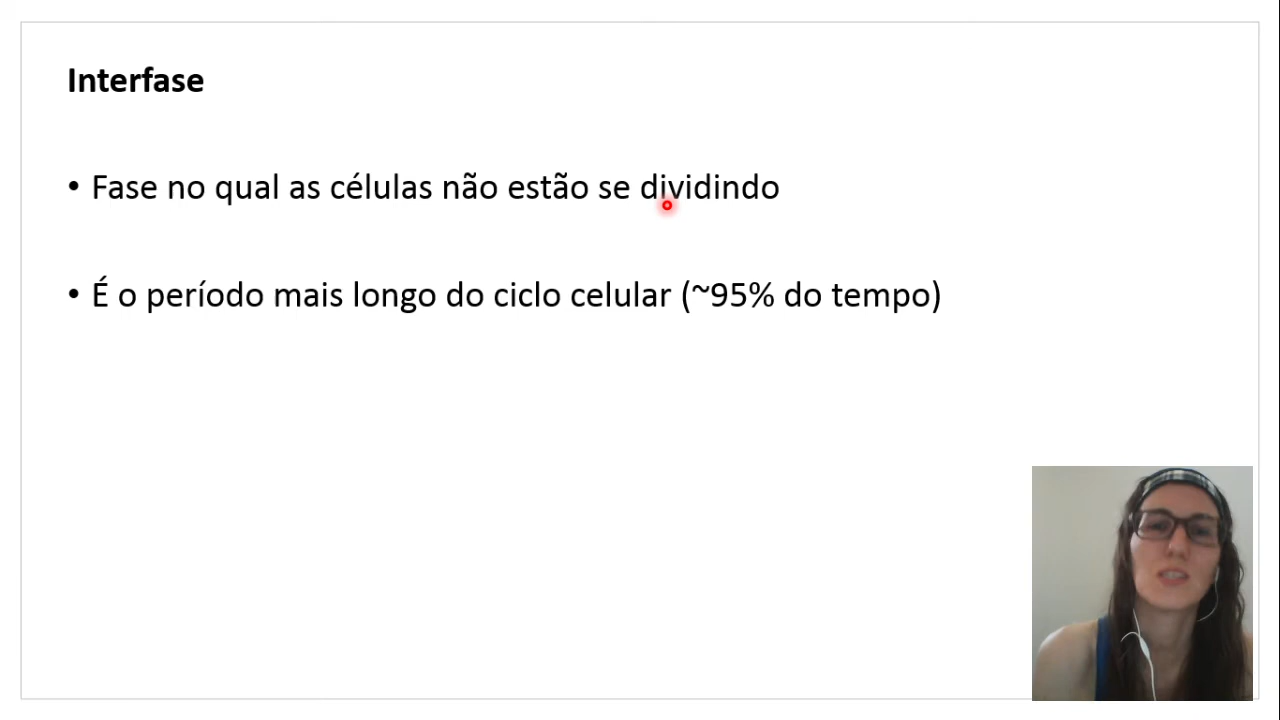 Interfase
• Fase no qual as células não estão se dividindo
• É o período mais longo do ciclo celular (~95% do tempo)